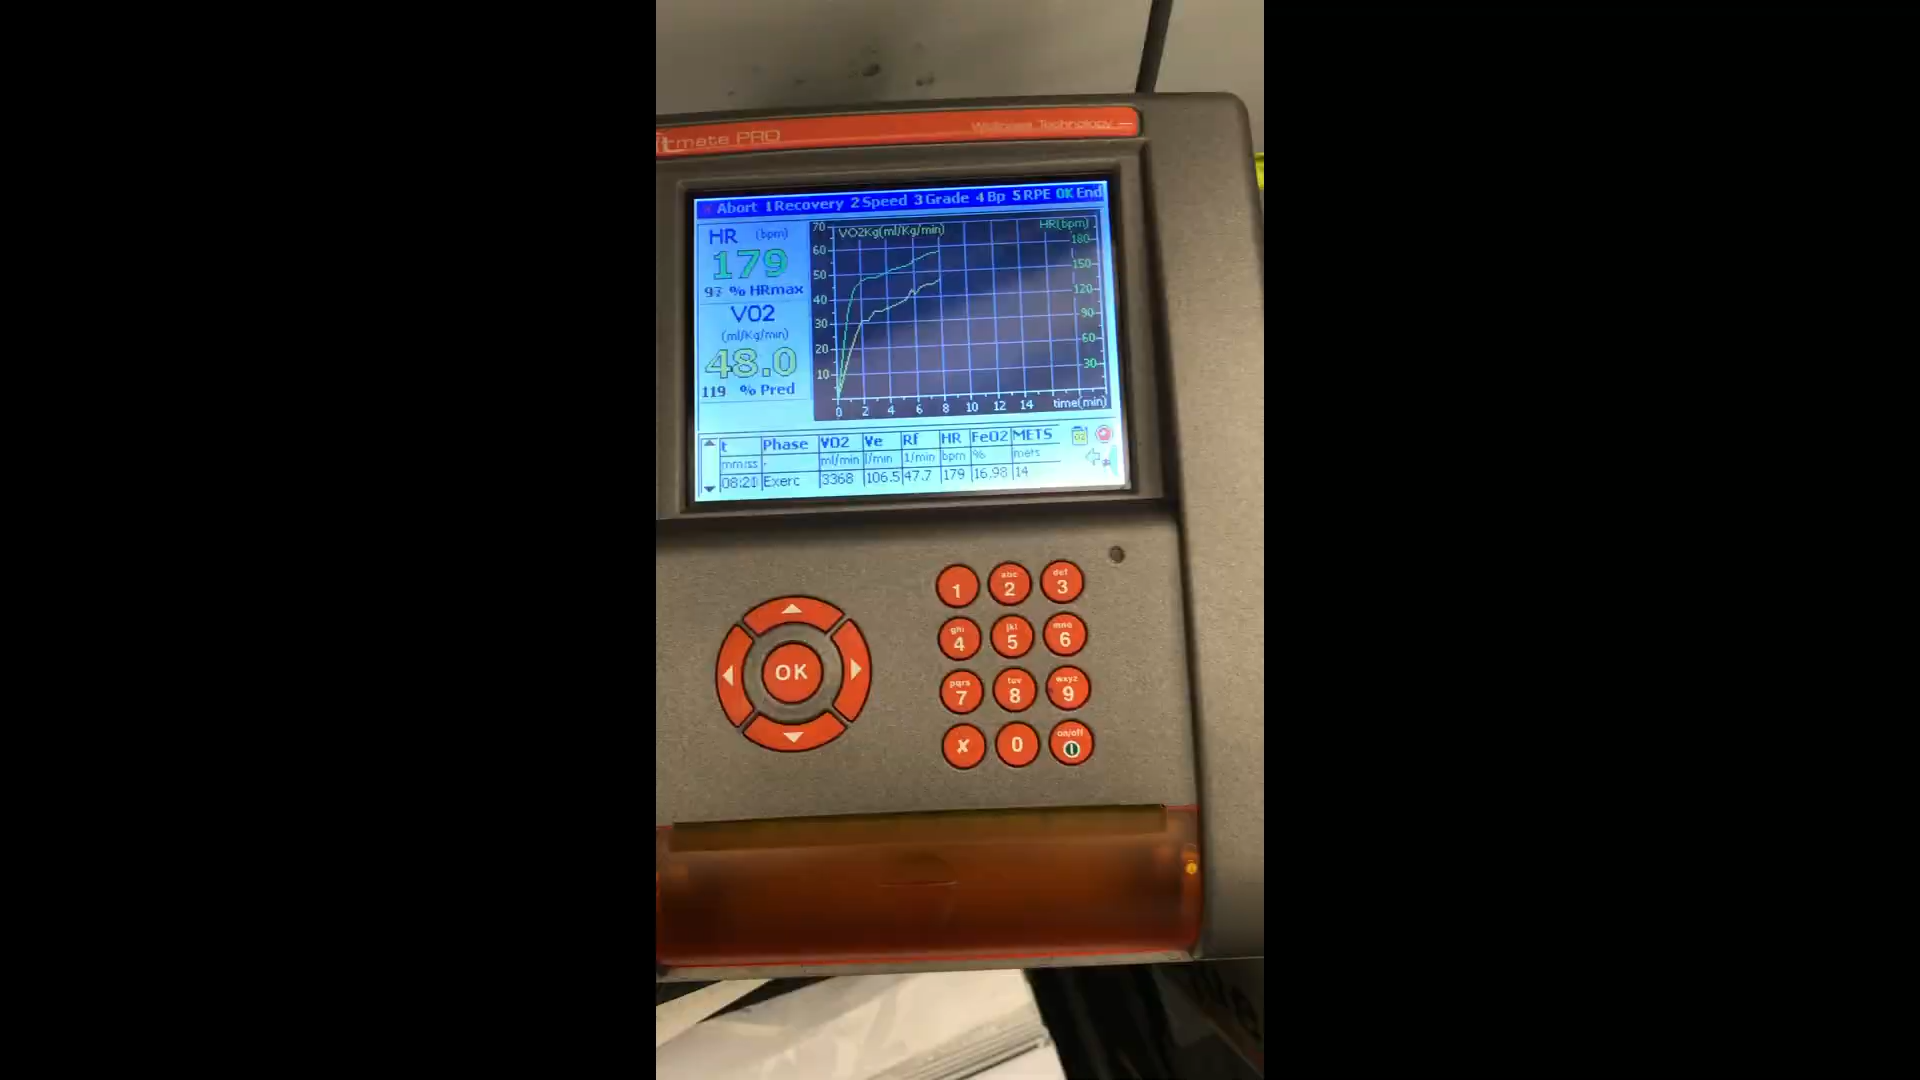 itmate PRO
Wellness Technology
Abort 1 Recovery 2 Speed 3 Grade 4 Bp 5 RPE OK End
HR (bpm)
179
97 % HRmax
VO2
(ml/Kg/min)
48.0
119 % Pred
VO2Kg(ml/Kg/min)
HR(bpm)
70
60
50
40
30
20
10
180
150
120
90
60
30
0 2 4 6 8 10 12 14 time(min)
t Phase VO2 Ve Rf HR FeO2 METS
mm:ss - ml/min l/min 1/min bpm % mets
08:21 Exerc 3368 106.5 47.7 179 16.98 14
1
abc
2
def
3
ghi
4
jkl
5
mno
6
OK
pqrs
7
tuv
8
wxyz
9
X
0
on/off